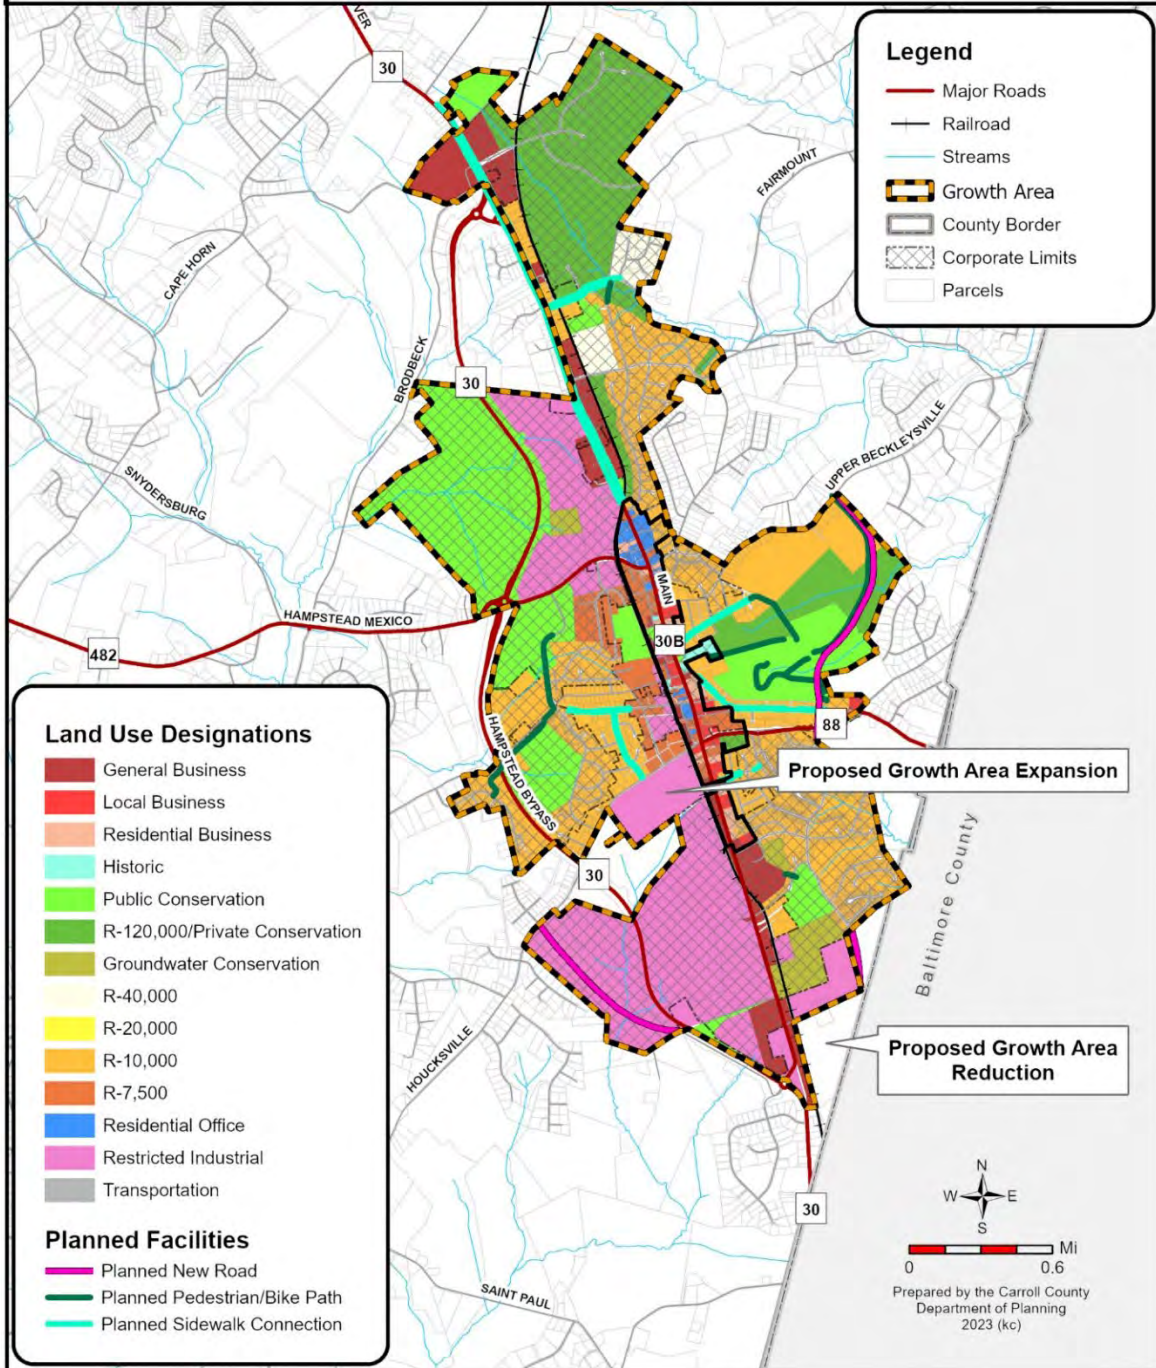 VER
30
Legend
Major Roads
Railroad
Streams
Growth Area
County Border
Corporate Limits
Parcels
FAIRMOUNT
CAPE HORN
BRODBECK
30
UPPER BECKLEYSVILLE
SNYDERSBURG
MAIN
HAMPSTEAD MEXICO
30B
482
88
HAMPSTEAD BYPASS
Proposed Growth Area Expansion
30
Baltimore County
HOUCKSVILLE
Proposed Growth Area
Reduction
30
SAINT PAUL
Land Use Designations
General Business
Local Business
Residential Business
Historic
Public Conservation
R-120,000/Private Conservation
Groundwater Conservation
R-40,000
R-20,000
R-10,000
R-7,500
Residential Office
Restricted Industrial
Transportation
Planned Facilities
Planned New Road
Planned Pedestrian/Bike Path
Planned Sidewalk Connection
N
W E
S
Mi
0 0.6
Prepared by the Carroll County
Department of Planning
2023 (kc)